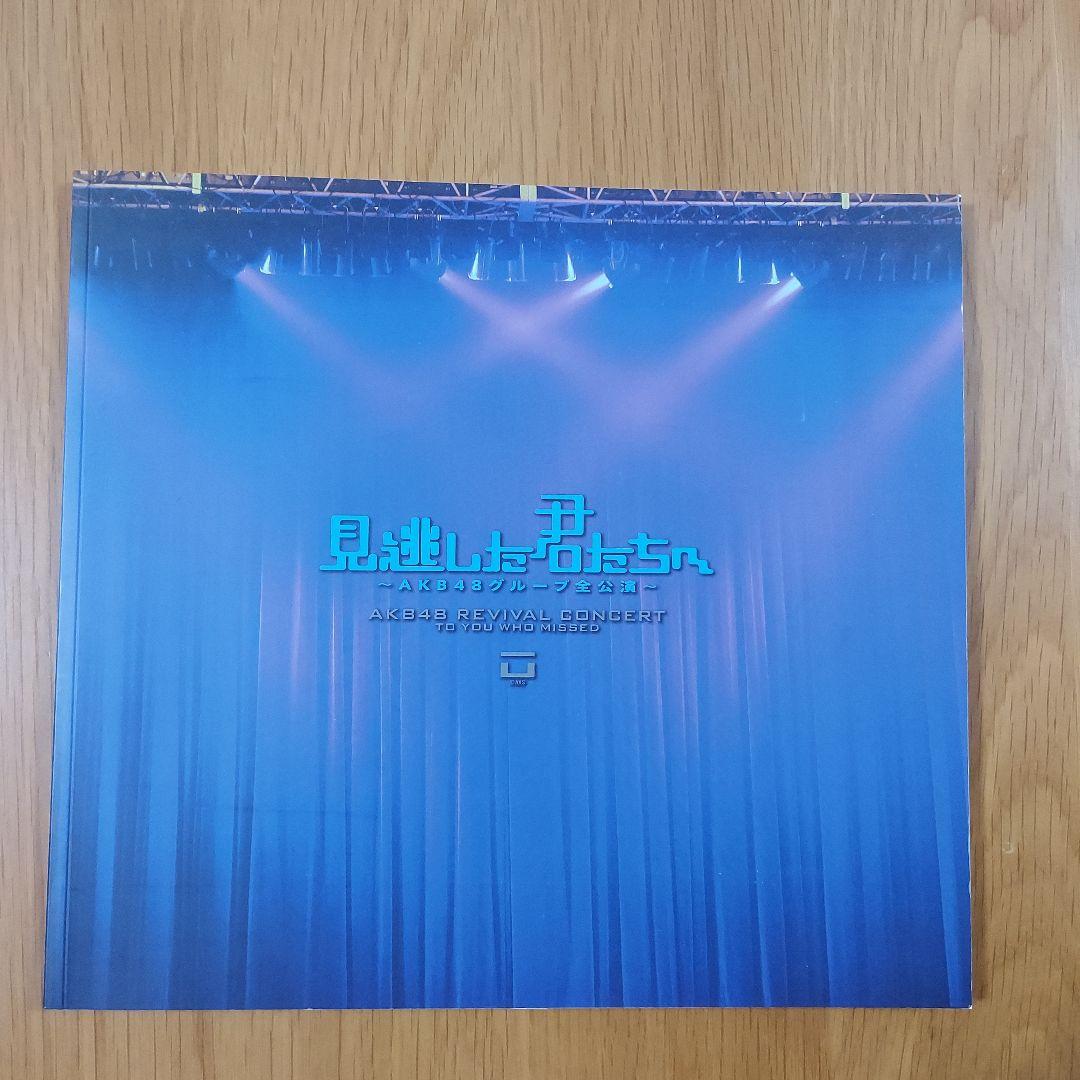 見逃した君たちへ
～AKB48グループ全公演～
AKB48 REVIVAL CONCERT
TO YOU WHO MISSED